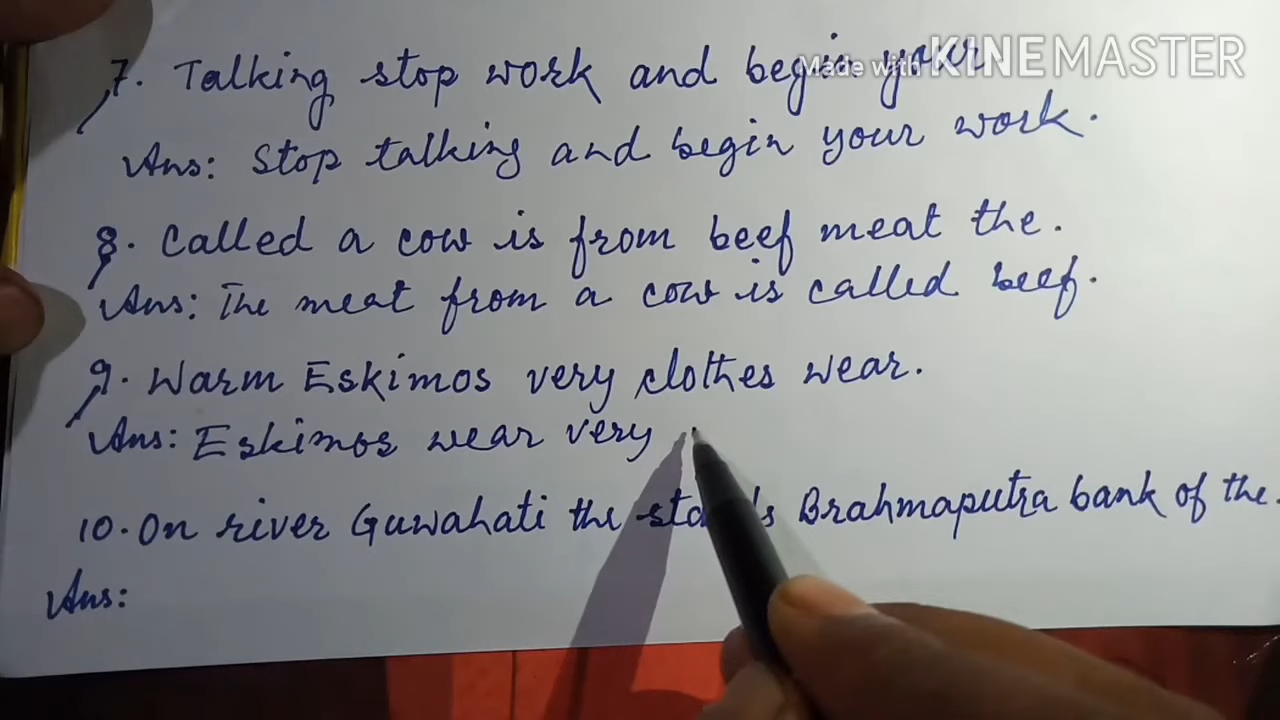 7. Talking stop work and begin your
Made with KINEMASTER
Ans: Stop talking and begin your work.
8. Called a cow is from beef meat the.
Ans: The meat from a cow is called beef.
9. Warm Eskimos very clothes wear.
Ans: Eskimos wear very
10. On river Guwahati the stands Brahmaputra bank of the.
Ans: